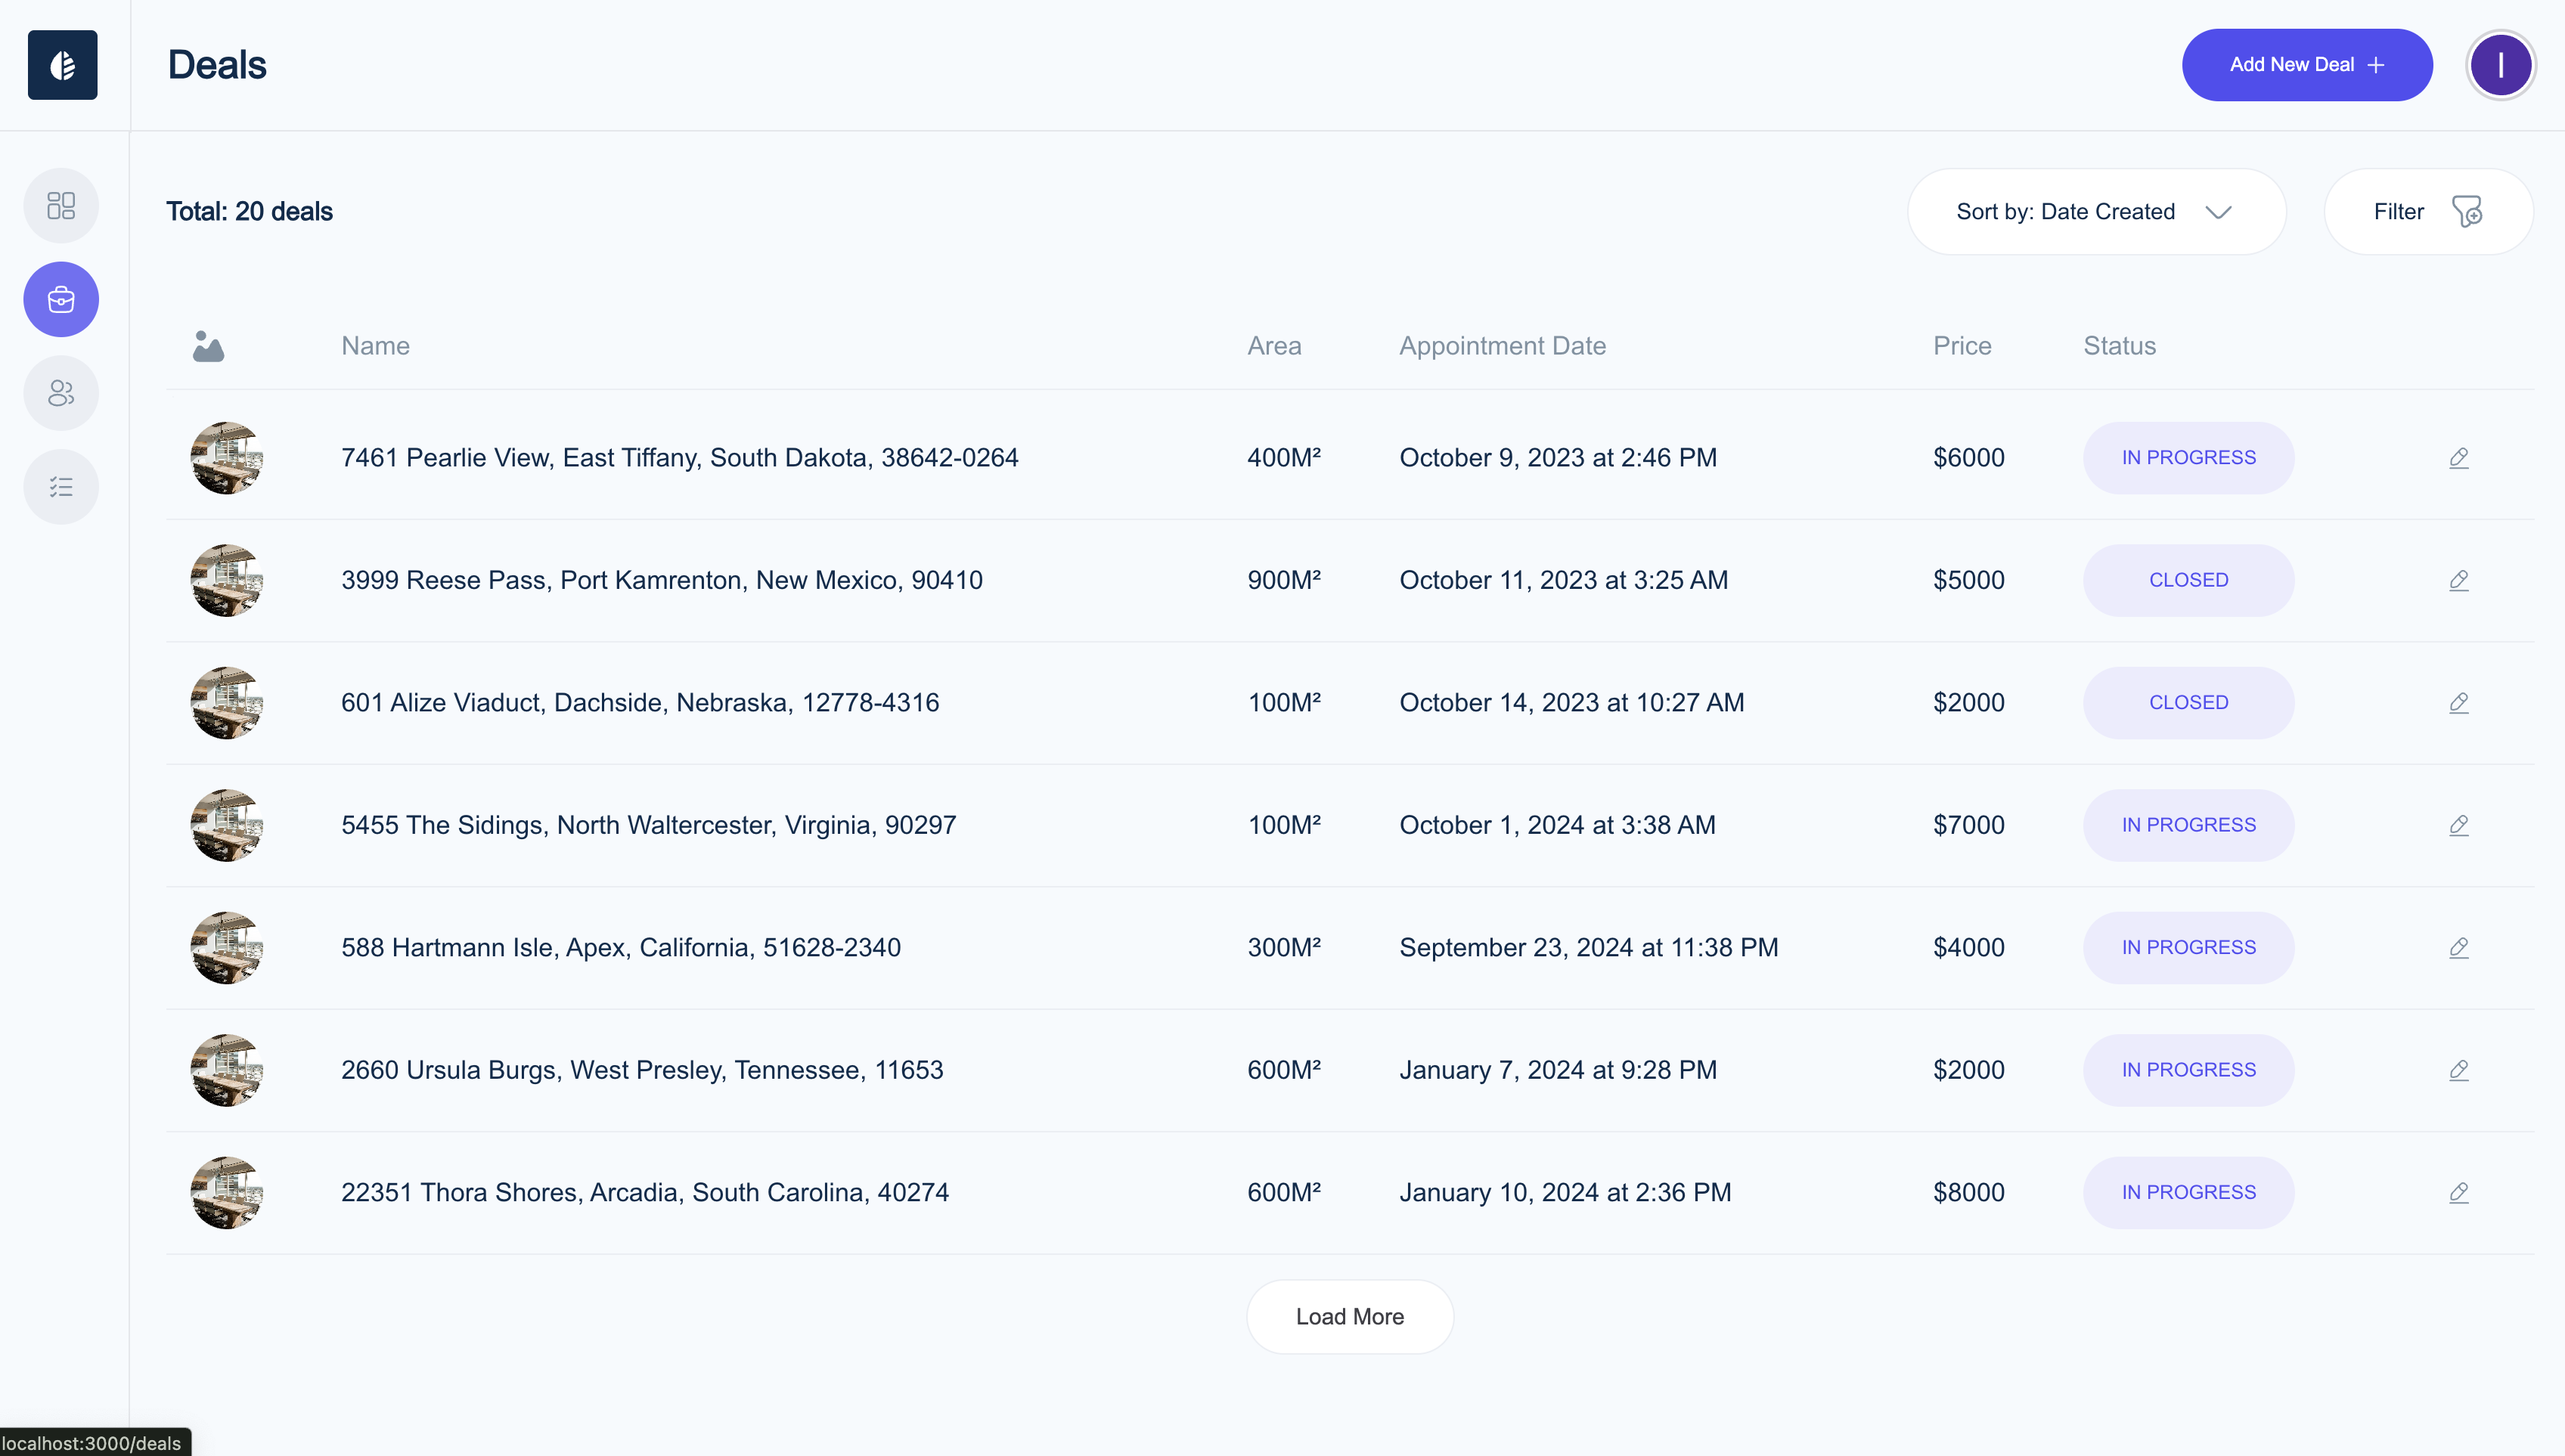 Deals
Add New Deal
I
Total: 20 deals
Sort by: Date Created
Filter
Name Area Appointment Date Price Status
7461 Pearlie View, East Tiffany, South Dakota, 38642-0264 400M² October 9, 2023 at 2:46 PM $6000 IN PROGRESS
3999 Reese Pass, Port Kamrenton, New Mexico, 90410 900M² October 11, 2023 at 3:25 AM $5000 CLOSED
601 Alize Viaduct, Dachside, Nebraska, 12778-4316 100M² October 14, 2023 at 10:27 AM $2000 CLOSED
5455 The Sidings, North Waltercester, Virginia, 90297 100M² October 1, 2024 at 3:38 AM $7000 IN PROGRESS
588 Hartmann Isle, Apex, California, 51628-2340 300M² September 23, 2024 at 11:38 PM $4000 IN PROGRESS
2660 Ursula Burgs, West Presley, Tennessee, 11653 600M² January 7, 2024 at 9:28 PM $2000 IN PROGRESS
22351 Thora Shores, Arcadia, South Carolina, 40274 600M² January 10, 2024 at 2:36 PM $8000 IN PROGRESS
Load More
localhost:3000/deals